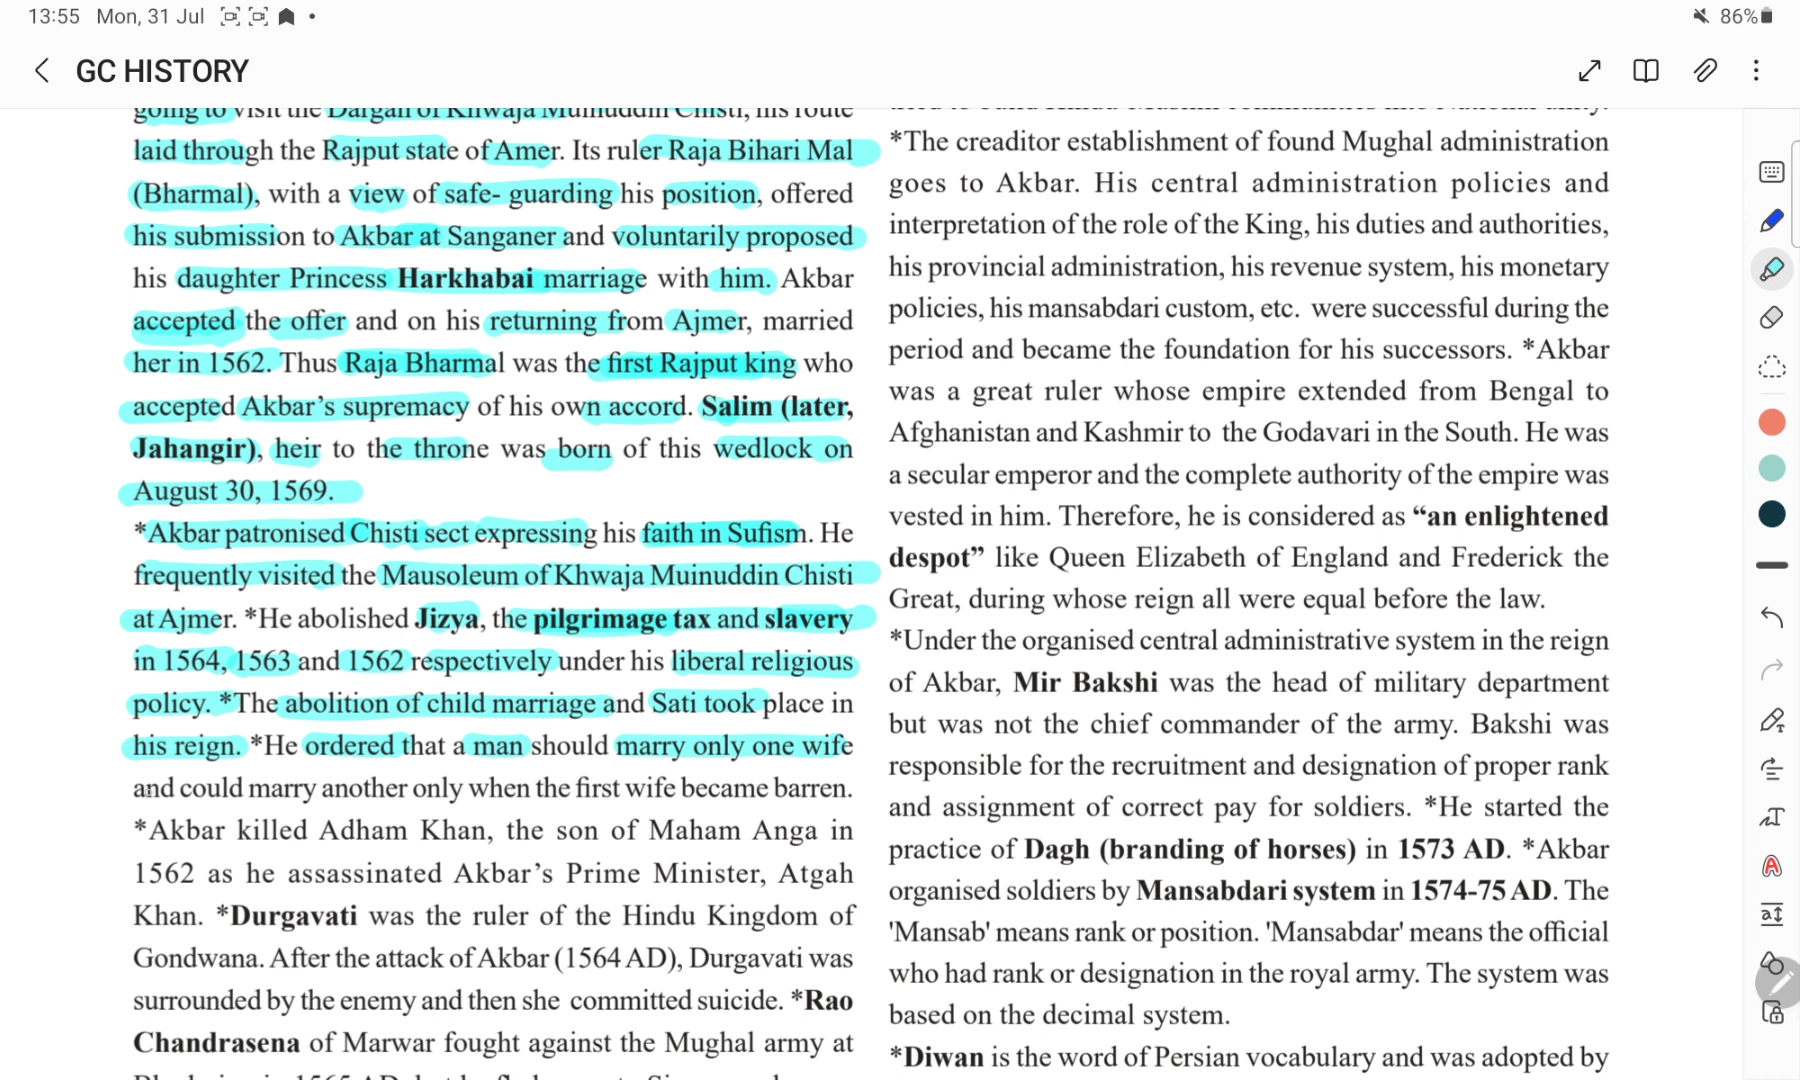 13:55 Mon, 31 Jul
86%
GC HISTORY
going to visit the Dargah of Khwaja Muinuddin Chisti, his route
laid through the Rajput state of Amer. Its ruler Raja Bihari Mal
(Bharmal), with a view of safe- guarding his position, offered
his submission to Akbar at Sanganer and voluntarily proposed
his daughter Princess Harkhabai marriage with him. Akbar
accepted the offer and on his returning from Ajmer, married
her in 1562. Thus Raja Bharmal was the first Rajput king who
accepted Akbar’s supremacy of his own accord. Salim (later,
Jahangir), heir to the throne was born of this wedlock on
August 30, 1569.
*Akbar patronised Chisti sect expressing his faith in Sufism. He
frequently visited the Mausoleum of Khwaja Muinuddin Chisti
at Ajmer. *He abolished Jizya, the pilgrimage tax and slavery
in 1564, 1563 and 1562 respectively under his liberal religious
policy. *The abolition of child marriage and Sati took place in
his reign. *He ordered that a man should marry only one wife
and could marry another only when the first wife became barren.
*Akbar killed Adham Khan, the son of Maham Anga in
1562 as he assassinated Akbar’s Prime Minister, Atgah
Khan. *Durgavati was the ruler of the Hindu Kingdom of
Gondwana. After the attack of Akbar (1564 AD), Durgavati was
surrounded by the enemy and then she committed suicide. *Rao
Chandrasena of Marwar fought against the Mughal army at
*The creaditor establishment of found Mughal administration
goes to Akbar. His central administration policies and
interpretation of the role of the King, his duties and authorities,
his provincial administration, his revenue system, his monetary
policies, his mansabdari custom, etc. were successful during the
period and became the foundation for his successors. *Akbar
was a great ruler whose empire extended from Bengal to
Afghanistan and Kashmir to the Godavari in the South. He was
a secular emperor and the complete authority of the empire was
vested in him. Therefore, he is considered as “an enlightened
despot” like Queen Elizabeth of England and Frederick the
Great, during whose reign all were equal before the law.
*Under the organised central administrative system in the reign
of Akbar, Mir Bakshi was the head of military department
but was not the chief commander of the army. Bakshi was
responsible for the recruitment and designation of proper rank
and assignment of correct pay for soldiers. *He started the
practice of Dagh (branding of horses) in 1573 AD. *Akbar
organised soldiers by Mansabdari system in 1574-75 AD. The
'Mansab' means rank or position. 'Mansabdar' means the official
who had rank or designation in the royal army. The system was
based on the decimal system.
*Diwan is the word of Persian vocabulary and was adopted by